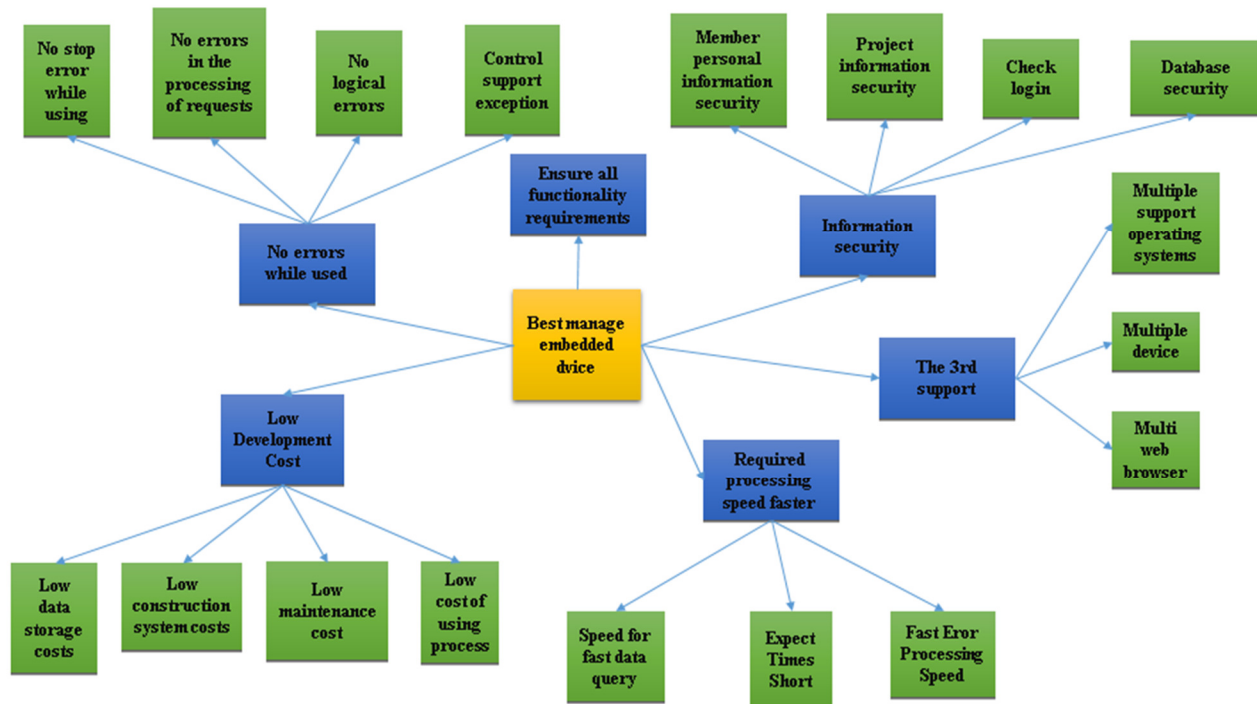 No stop
error
while
using
No errors
in the
processing
of requests
No
logical
errors
Control
support
exception
Member
personal
information
security
Project
information
security
Check
login
Database
security
Ensure all
functionality
requirements
No errors
while used
Information
security
Multiple
support
operating
systems
Best manage
embedded
dvice
The 3rd
support
Multiple
device
Multi
web
browser
Low
Development
Cost
Required
processing
speed faster
Low
data
storage
costs
Low
construction
system costs
Low
maintenance
cost
Low
cost of
using
process
Speed for
fast data
query
Expect
Times
Short
Fast Eror
Processing
Speed